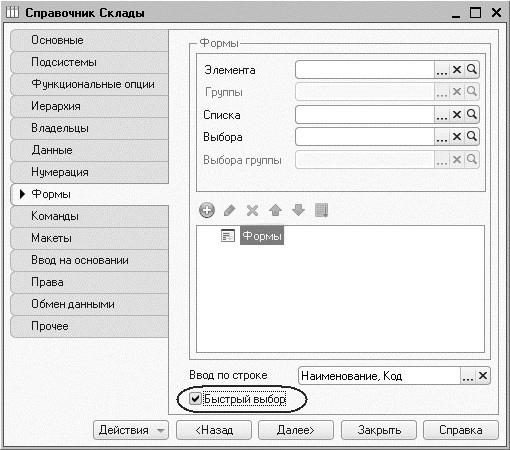 Справочник Склады
Основные
Подсистемы
Функциональные опции
Иерархия
Владельцы
Данные
Нумерация
Формы
Команды
Макеты
Ввод на основании
Права
Обмен данными
Прочее
Формы
Элемента
Группы
Списка
Выбора
Выбора группы
Формы
Ввод по строке
Наименование, Код
Быстрый выбор
Действия
<Назад
Далее>
Закрыть
Справка